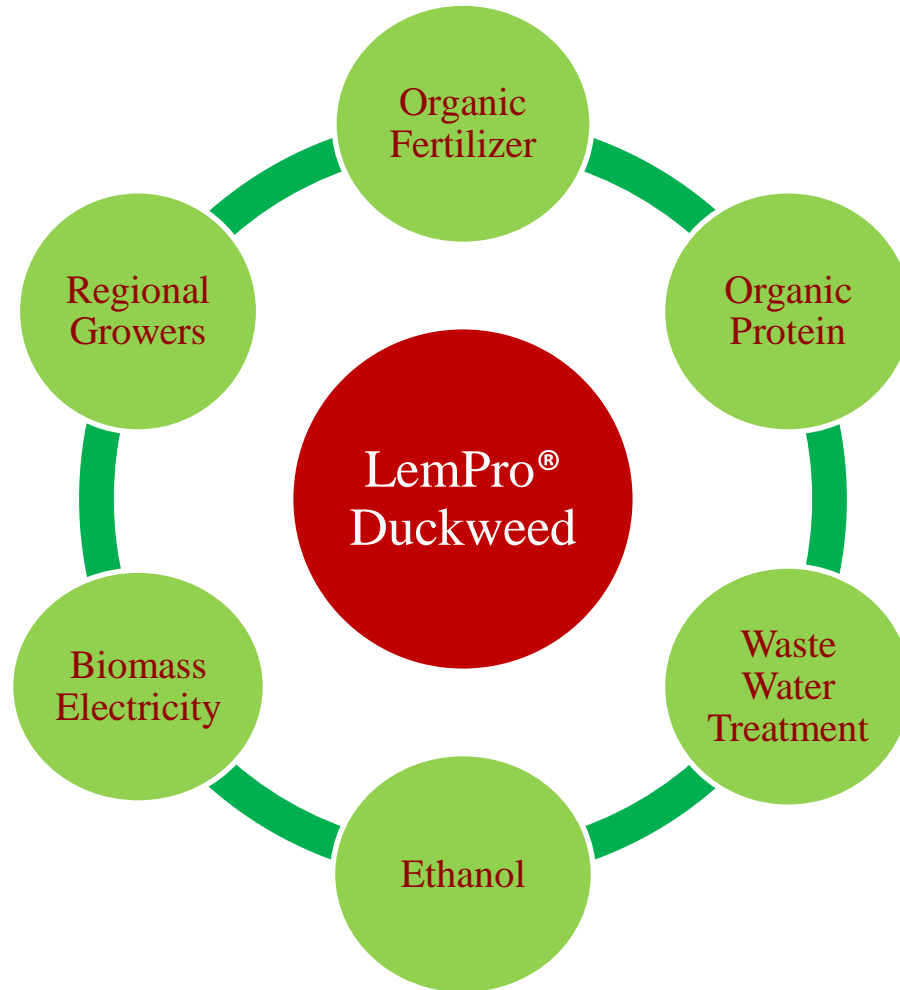 Organic
Fertilizer
Organic
Protein
Waste
Water
Treatment
Ethanol
Biomass
Electricity
Regional
Growers
LemPro®
Duckweed